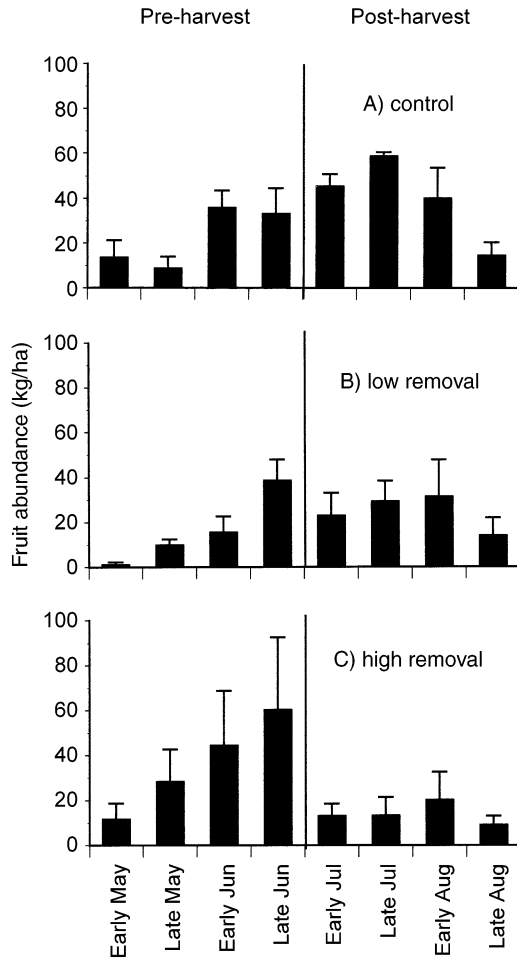 Pre-harvest Post-harvest
Fruit abundance (kg/ha)
A) control
100
80
60
40
20
0
B) low removal
100
80
60
40
20
0
C) high removal
100
80
60
40
20
0
Early May
Late May
Early Jun
Late Jun
Early Jul
Late Jul
Early Aug
Late Aug